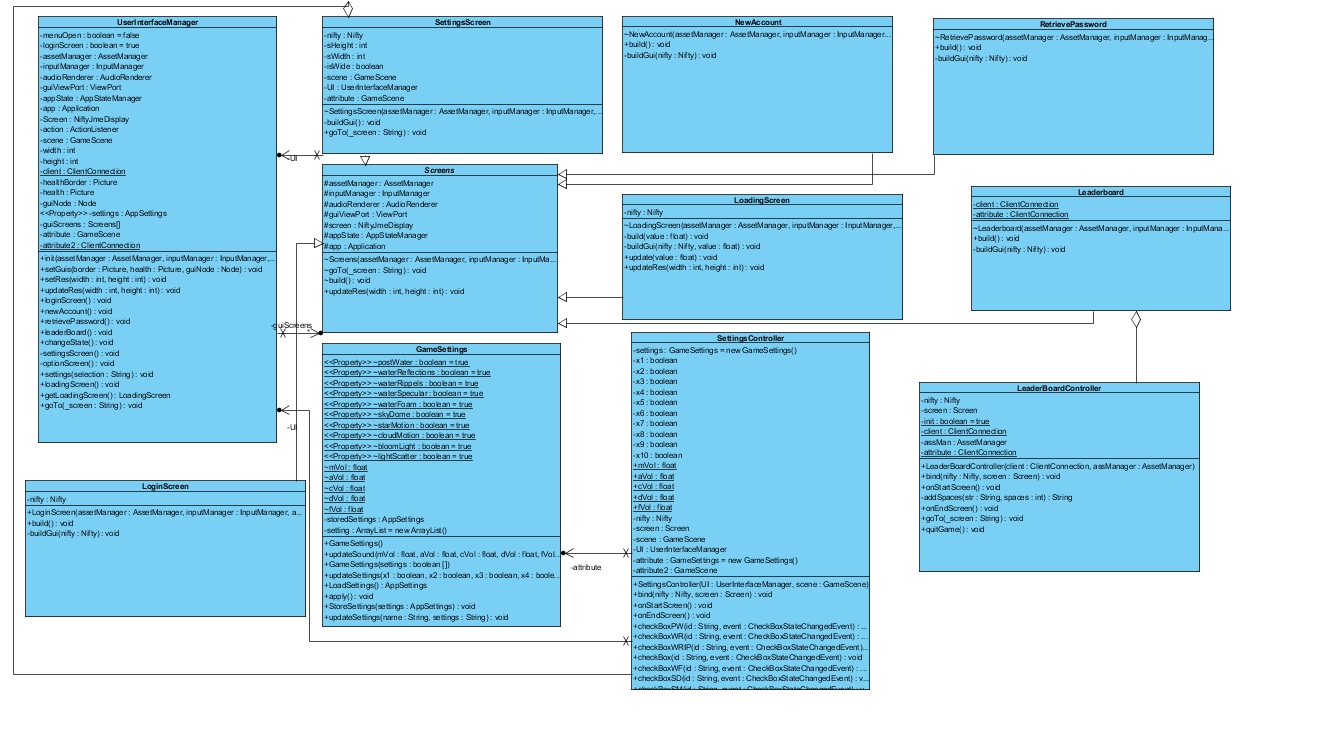 UserInterfaceManager
-menuOpen : boolean = false
-loginScreen : boolean = true
-assetManager : AssetManager
-inputManager : InputManager
-audioRenderer : AudioRenderer
-guiViewPort : ViewPort
-appState : AppStateManager
-app : Application
-Screen : NiftyJmeDisplay
-action : ActionListener
-scene : GameScene
-width : int
-height : int
-client : ClientConnection
-healthBorder : Picture
-health : Picture
-guiNode : Node
<<Property>> -settings : AppSettings
-guiScreens : Screens[]
-attribute : GameScene
-attribute2 : ClientConnection
+init(assetManager : AssetManager, inputManager : InputManager,...
+setGuis(border : Picture, health : Picture, guiNode : Node) : void
+setRes(width : int, height : int) : void
+updateRes(width : int, height : int) : void
+loginScreen() : void
+newAccount() : void
+retrievePassword() : void
+leaderBoard() : void
+changeState() : void
-settingsScreen() : void
-optionScreen() : void
+settings(selection : String) : void
+loadingScreen() : void
+getLoadingScreen() : LoadingScreen
+goTo(_screen : String) : void
SettingsScreen
-nifty : Nifty
-sHeight : int
-sWidth : int
-isWide : boolean
-scene : GameScene
-UI : UserInterfaceManager
-attribute : GameScene
~SettingsScreen(assetManager : AssetManager, inputManager : InputManager,...
-buildGui() : void
+goTo(_screen : String) : void
NewAccount
~NewAccount(assetManager : AssetManager, inputManager : InputManager...
+build() : void
-buildGui(nifty : Nifty) : void
RetrievePassword
~RetrievePassword(assetManager : AssetManager, inputManager : InputManag...
+build() : void
-buildGui(nifty : Nifty) : void
-UI
Screens
#assetManager : AssetManager
#inputManager : InputManager
#audioRenderer : AudioRenderer
#guiViewPort : ViewPort
#screen : NiftyJmeDisplay
#appState : AppStateManager
#app : Application
~Screens(assetManager : AssetManager, inputManager : InputMa...
~goTo(_screen : String) : void
~build() : void
+updateRes(width : int, height : int) : void
LoadingScreen
-nifty : Nifty
~LoadingScreen(assetManager : AssetManager, inputManager : InputManager,...
-build(value : float) : void
-buildGui(nifty : Nifty, value : float) : void
+update(value : float) : void
+updateRes(width : int, height : int) : void
Leaderboard
-client : ClientConnection
-attribute : ClientConnection
~Leaderboard(assetManager : AssetManager, inputManager : InputMana...
+build() : void
-buildGui(nifty : Nifty) : void
-guiScreens
-UI
GameSettings
<<Property>> ~postWater : boolean = true
<<Property>> ~waterReflections : boolean = true
<<Property>> ~waterRippels : boolean = true
<<Property>> ~waterSpecular : boolean = true
<<Property>> ~waterFoam : boolean = true
<<Property>> ~skyDome : boolean = true
<<Property>> ~starMotion : boolean = true
<<Property>> ~cloudMotion : boolean = true
<<Property>> ~bloomLight : boolean = true
<<Property>> ~lightScatter : boolean = true
~mVol : float
~aVol : float
~cVol : float
~dVol : float
~fVol : float
-storedSettings : AppSettings
-setting : ArrayList = new ArrayList()
+GameSettings()
+updateSound(mVol : float, aVol : float, cVol : float, dVol : float, fVol...
+GameSettings(settings : boolean [])
+updateSettings(x1 : boolean, x2 : boolean, x3 : boolean, x4 : boole...
+LoadSettings() : AppSettings
+apply() : void
+StoreSettings(settings : AppSettings) : void
+updateSettings(name : String, settings : String) : void
-attribute
SettingsController
-settings : GameSettings = new GameSettings()
-x1 : boolean
-x2 : boolean
-x3 : boolean
-x4 : boolean
-x5 : boolean
-x6 : boolean
-x7 : boolean
-x8 : boolean
-x9 : boolean
-x10 : boolean
+mVol : float
+aVol : float
+cVol : float
+dVol : float
+fVol : float
-nifty : Nifty
-screen : Screen
-scene : GameScene
-UI : UserInterfaceManager
-attribute : GameSettings = new GameSettings()
-attribute2 : GameScene
+SettingsController(UI : UserInterfaceManager, scene : GameScene)
+bind(nifty : Nifty, screen : Screen) : void
+onStartScreen() : void
+onEndScreen() : void
+checkBoxPW(id : String, event : CheckBoxStateChangedEvent) : ...
+checkBoxWR(id : String, event : CheckBoxStateChangedEvent) : ...
+checkBoxWRIP(id : String, event : CheckBoxStateChangedEvent)...
+checkBox(id : String, event : CheckBoxStateChangedEvent) : void
+checkBoxWF(id : String, event : CheckBoxStateChangedEvent) : ...
+checkBoxSD(id : String, event : CheckBoxStateChangedEvent) : v...
+checkBoxSM(id : String, event : CheckBoxStateChangedEvent) : v...
LeaderBoardController
-nifty : Nifty
-screen : Screen
-init : boolean = true
-client : ClientConnection
-assMan : AssetManager
-attribute : ClientConnection
+LeaderBoardController(client : ClientConnection, assManager : AssetManager)
+bind(nifty : Nifty, screen : Screen) : void
+onStartScreen() : void
-addSpaces(str : String, spaces : int) : String
+onEndScreen() : void
+goTo(_screen : String) : void
+quitGame() : void
LoginScreen
-nifty : Nifty
+LoginScreen(assetManager : AssetManager, inputManager : InputManager, a...
+build() : void
-buildGui(nifty : Nifty) : void